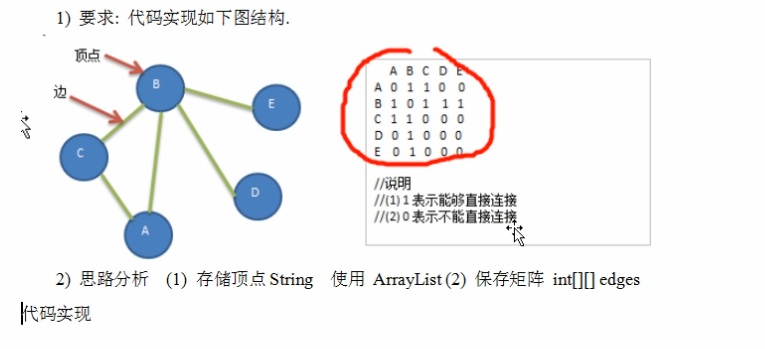 1) 要求: 代码实现如下图结构.
顶点
边
B
E
C
D
A
A B C D E
A 0 1 1 0 0
B 1 0 1 1 1
C 1 1 0 0 0
D 0 1 0 0 0
E 0 1 0 0 0
//说明
//(1) 1 表示能够直接连接
//(2) 0 表示不能直接连接
2) 思路分析 (1) 存储顶点 String 使用 ArrayList (2) 保存矩阵 int[][] edges
代码实现